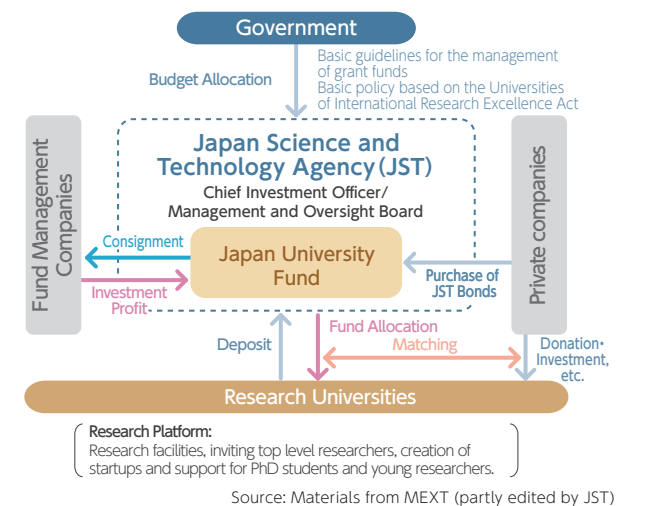 Government
Budget Allocation
Basic guidelines for the management
of grant funds
Basic policy based on the Universities
of International Research Excellence Act
Japan Science and
Technology Agency (JST)
Chief Investment Officer/
Management and Oversight Board
Fund Management
Companies
Consignment
Investment
Profit
Japan University
Fund
Purchase of
JST Bonds
Private companies
Deposit
Fund Allocation
Matching
Donation・
Investment,
etc.
Research Universities
Research Platform:
Research facilities, inviting top level researchers, creation of
startups and support for PhD students and young researchers.
Source: Materials from MEXT (partly edited by JST)